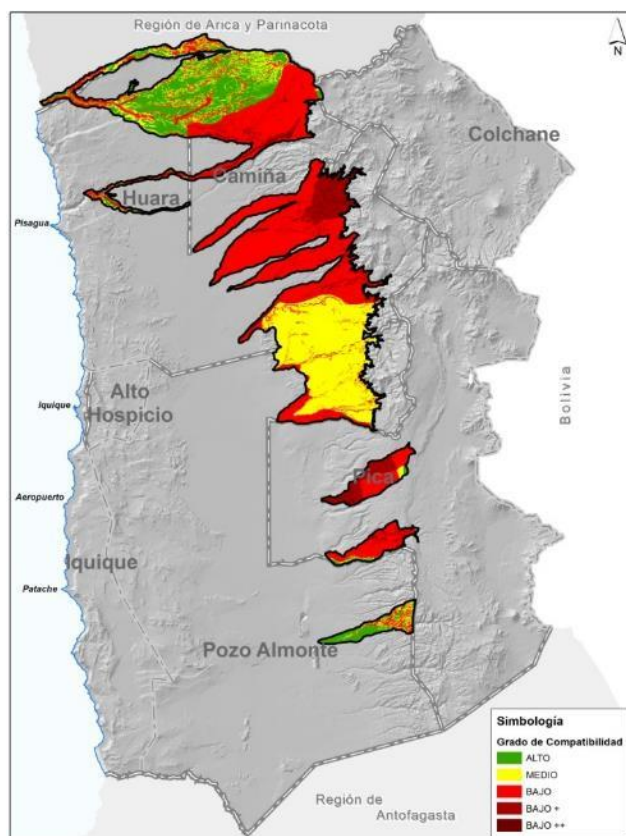 Región de Arica y Parinacota
N
Colchane
Camiña
Huara
Pisagua
Alto
Hospicio
Iquique
Bolivia
Pica
Aeropuerto
Iquique
Patache
Pozo Almonte
Región de
Antofagasta
Simbología
Grado de Compatibilidad
ALTO
MEDIO
BAJO
BAJO +
BAJO ++